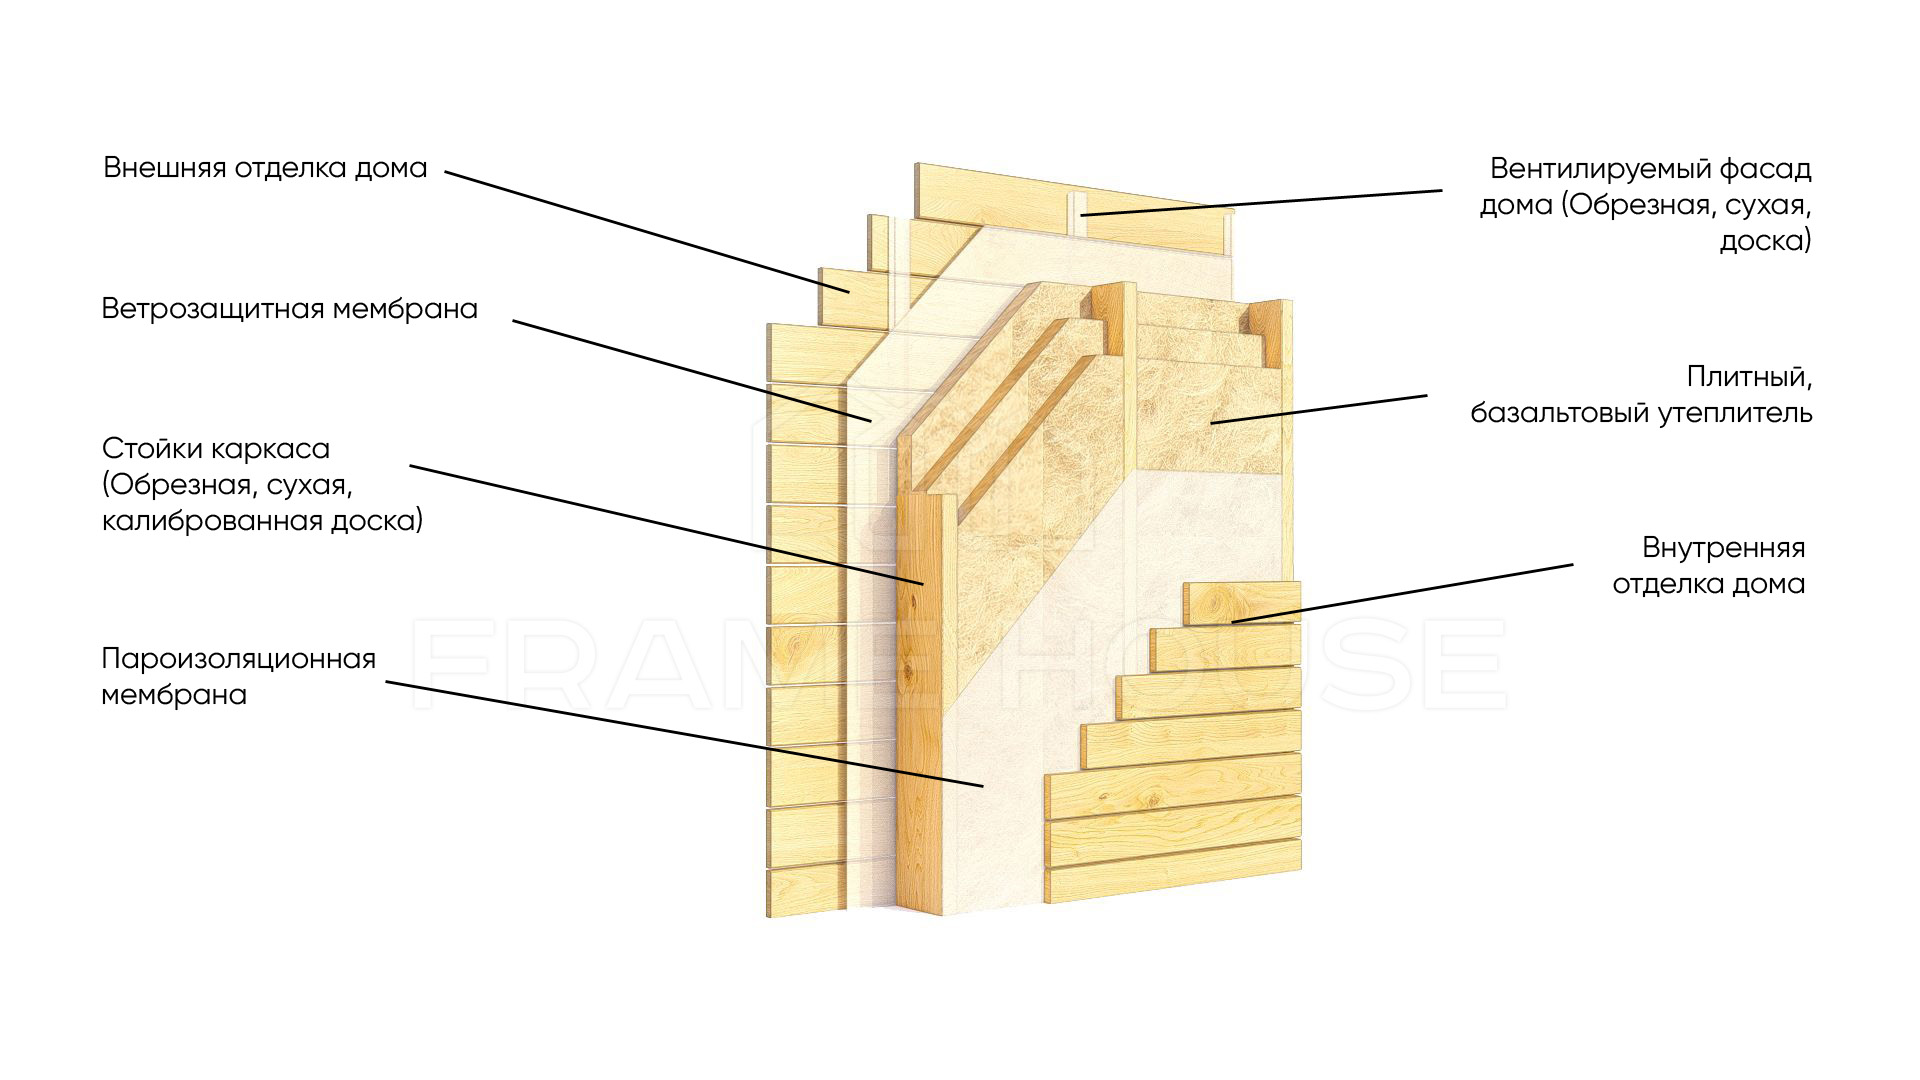 Внешняя отделка дома
Ветрозащитная мембрана
Стойки каркаса
(Обрезная, сухая,
калиброванная доска)
Пароизоляционная
мембрана
Вентилируемый фасад
дома (Обрезная, сухая,
доска)
Плитный,
базальтовый утеплитель
Внутренняя
отделка дома
FRAME HOUSE